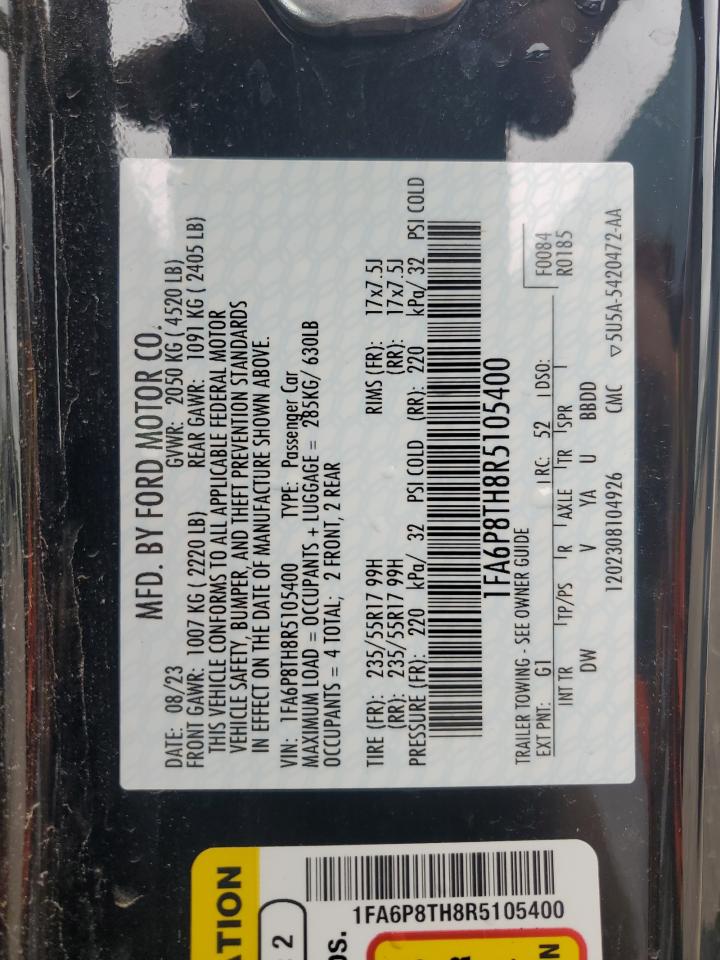 MFD. BY FORD MOTOR CO.
DATE: 08/23 GVWR: 2050 KG ( 4520 LB)
FRONT GAWR: 1007 KG ( 2220 LB) REAR GAWR: 1091 KG ( 2405 LB)
THIS VEHICLE CONFORMS TO ALL APPLICABLE FEDERAL MOTOR
VEHICLE SAFETY, BUMPER, AND THEFT PREVENTION STANDARDS
IN EFFECT ON THE DATE OF MANUFACTURE SHOWN ABOVE.
VIN: 1FA6P8TH8R5105400 TYPE: Passenger Car
MAXIMUM LOAD = OCCUPANTS + LUGGAGE = 285KG/ 630LB
OCCUPANTS = 4 TOTAL; 2 FRONT, 2 REAR
TIRE (FR): 235/55R17 99H RIMS (FR): 17x7.5J
(RR): 235/55R17 99H (RR): 17x7.5J
PRESSURE (FR): 220 kPa/ 32 PSI COLD (RR): 220 kPa/ 32 PSI COLD
1FA6P8TH8R5105400
TRAILER TOWING - SEE OWNER GUIDE F0084
EXT PNT: G1 RC: 52 DSO: R0185
INT TR TP/PS R AXLE TR SPR
DW V YA U BBDD
1202308104926 CMC ▽5U5A-5420472-AA
1FA6P8TH8R5105400